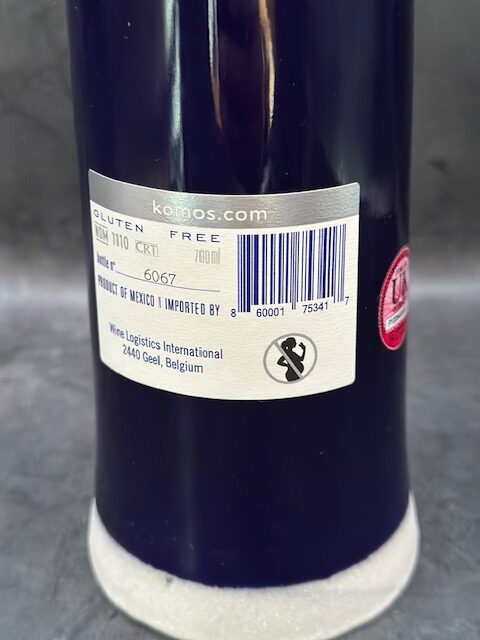 komos.com
GLUTEN FREE
NOM 1110 CRT 700ml
bottle nº 6067
PRODUCT OF MEXICO | IMPORTED BY
Wine Logistics International
2440 Geel, Belgium
8 60001 75341 7